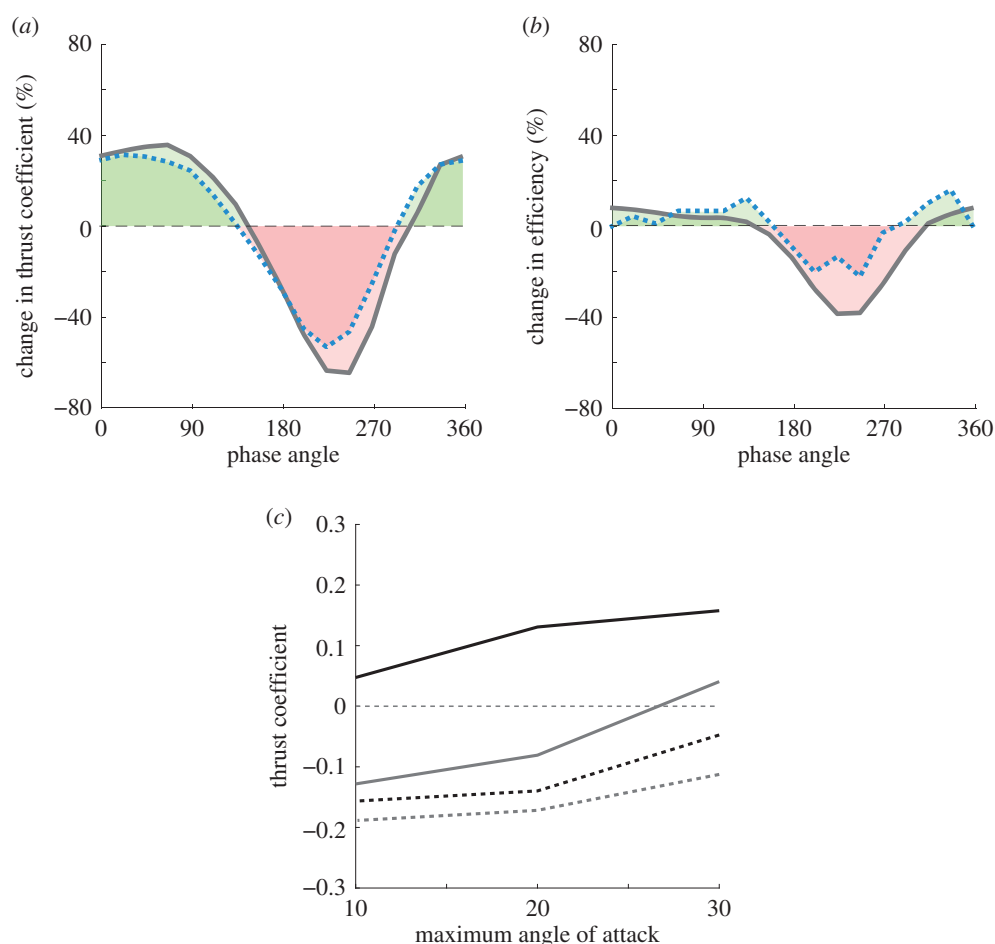 (a)
80
40
0
−40
−80
change in thrust coefficient (%)
0 90 180 270 360
phase angle
(b)
80
40
0
−40
−80
change in efficiency (%)
0 90 180 270 360
phase angle
(c)
0.3
0.2
0.1
0
−0.1
−0.2
−0.3
thrust coefficient
10 20 30
maximum angle of attack